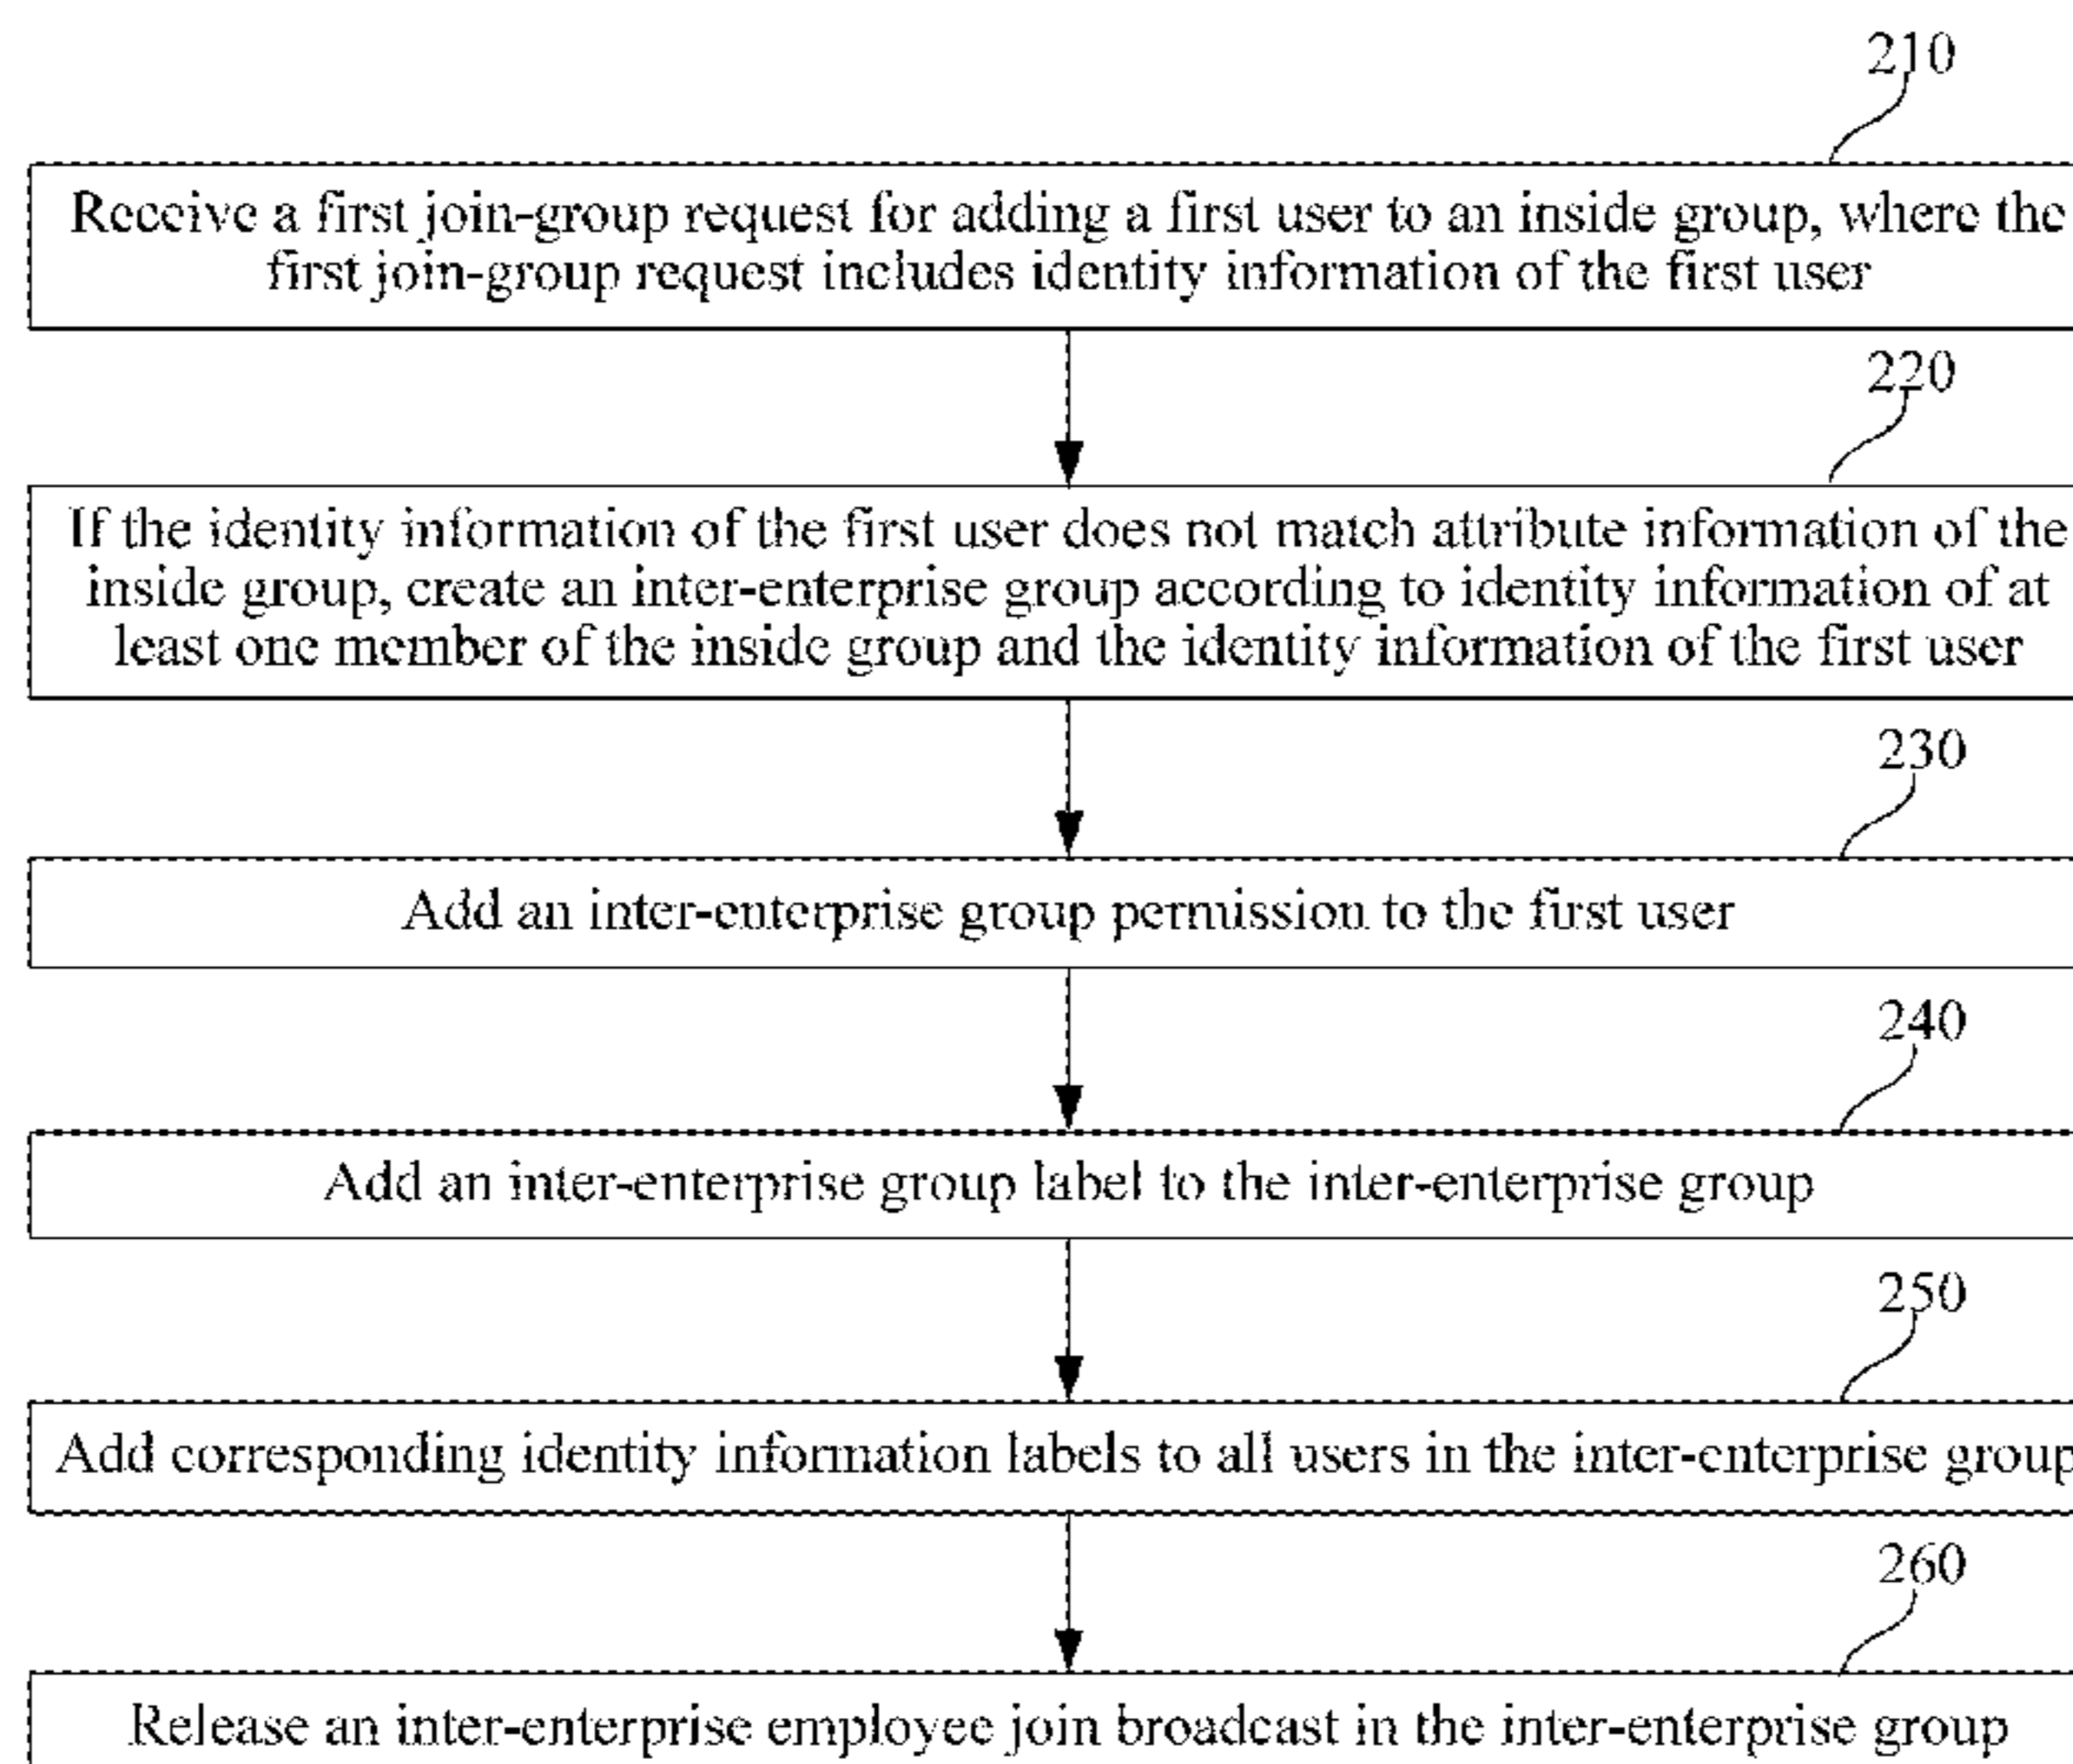 210
Receive a first join-group request for adding a first user to an inside group, where the
first join-group request includes identity information of the first user
220
If the identity information of the first user does not match attribute information of the
inside group, create an inter-enterprise group according to identity information of at
least one member of the inside group and the identity information of the first user
230
Add an inter-enterprise group permission to the first user
240
Add an inter-enterprise group label to the inter-enterprise group
250
Add corresponding identity information labels to all users in the inter-enterprise group
260
Release an inter-enterprise employee join broadcast in the inter-enterprise group